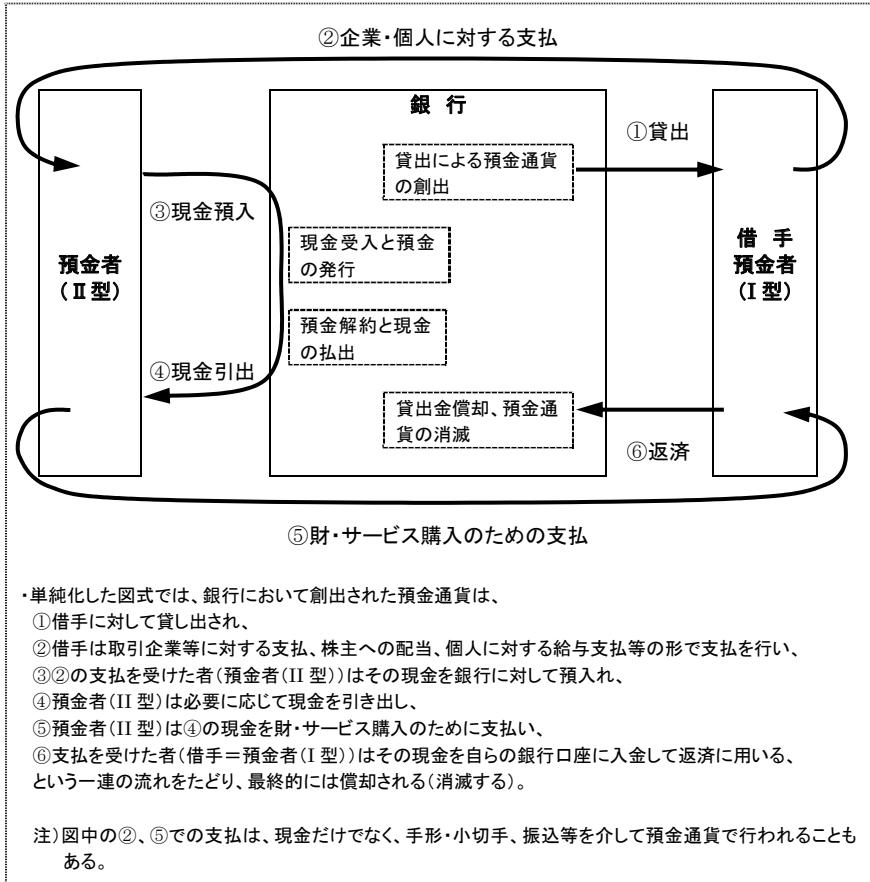 ②企業・個人に対する支払
銀 行
①貸出
貸出による預金通貨
の創出
③現金預入
現金受入と預金
の発行
預金者
（Ⅱ型）
借 手
預金者
（I 型）
預金解約と現金
の払出
④現金引出
貸出金償却、預金通
貨の消滅
⑥返済
⑤財・サービス購入のための支払
・単純化した図式では、銀行において創出された預金通貨は、
①借手に対して貸し出され、
②借手は取引企業等に対する支払、株主への配当、個人に対する給与支払等の形で支払を行い、
③②の支払を受けた者（預金者（II 型））はその現金を銀行に対して預入れ、
④預金者（II 型）は必要に応じて現金を引き出し、
⑤預金者（II 型）は④の現金を財・サービス購入のために支払い、
⑥支払を受けた者（借手＝預金者（I 型））はその現金を自らの銀行口座に入金して返済に用いる、
という一連の流れをたどり、最終的には償却される（消滅する）。
注）図中の②、⑤での支払は、現金だけでなく、手形・小切手、振込等を介して預金通貨で行われることも
ある。